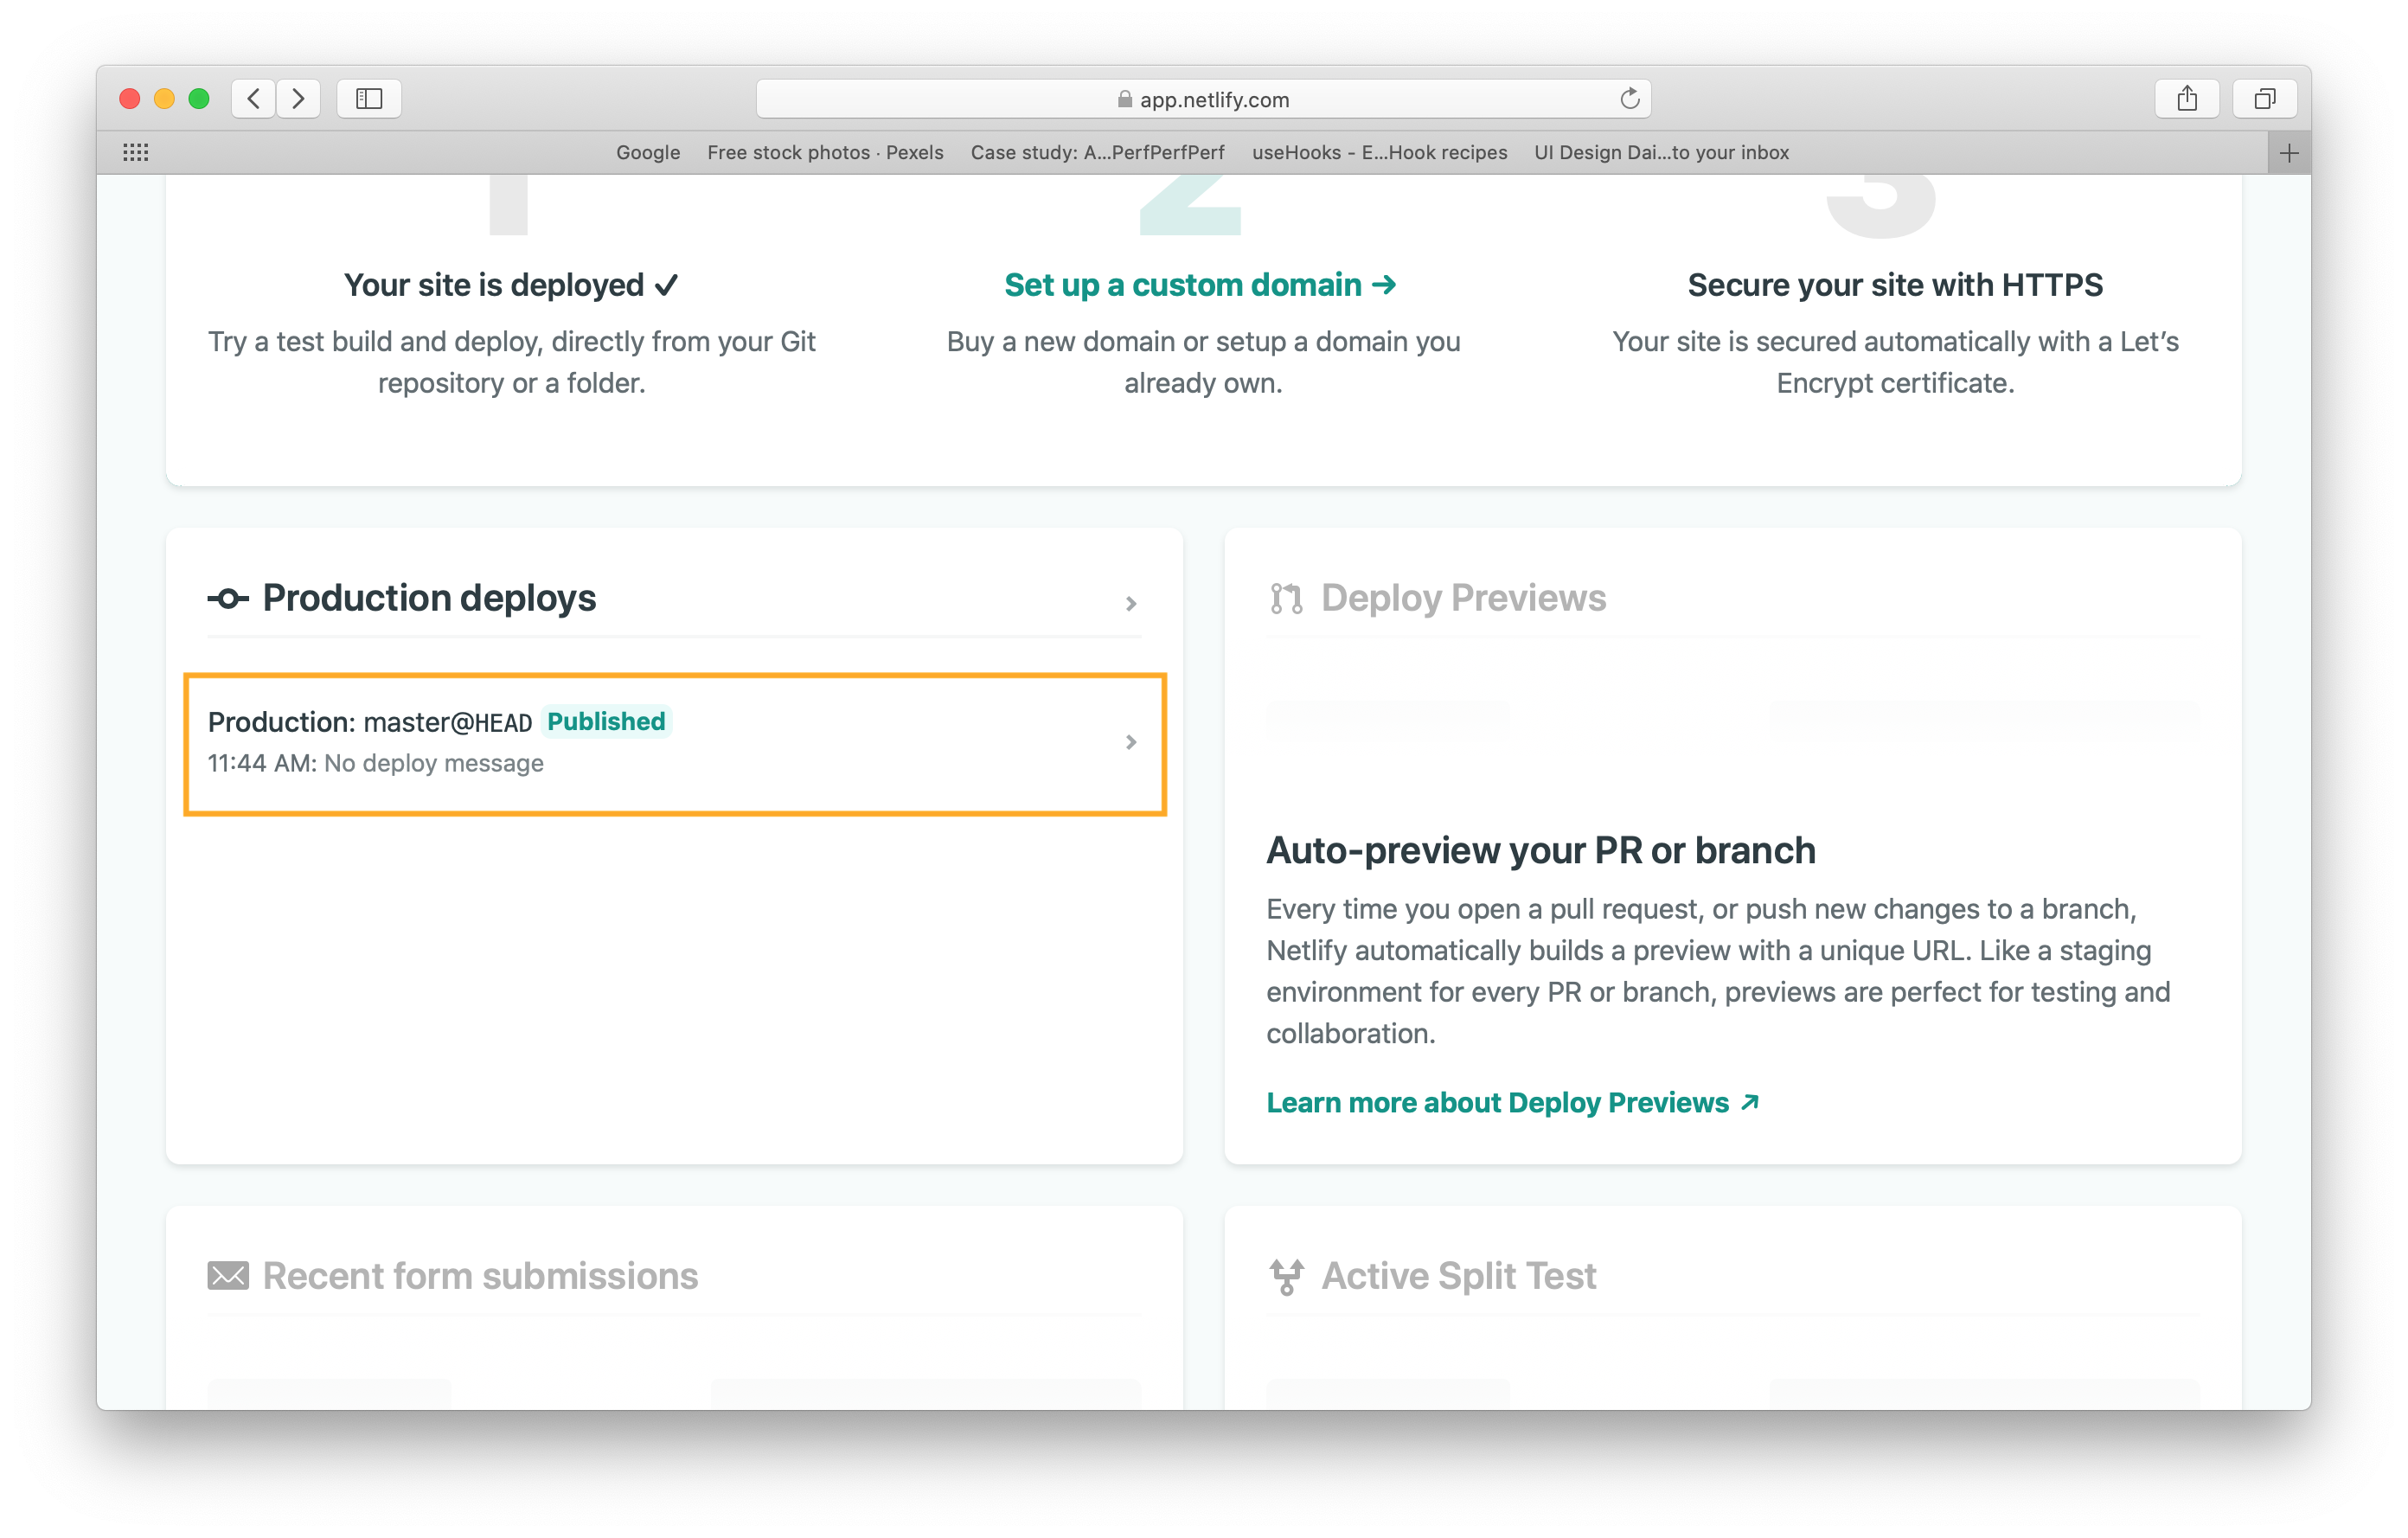 app.netlify.com
Google Free stock photos · Pexels Case study: A...PerfPerfPerf useHooks - E...Hook recipes UI Design Dai...to your inbox
1 2 3
Your site is deployed ✓
Try a test build and deploy, directly from your Git
repository or a folder.
Set up a custom domain →
Buy a new domain or setup a domain you
already own.
Secure your site with HTTPS
Your site is secured automatically with a Let’s
Encrypt certificate.
Production deploys
Production: master@HEAD Published
11:44 AM: No deploy message
Deploy Previews
Auto-preview your PR or branch
Every time you open a pull request, or push new changes to a branch,
Netlify automatically builds a preview with a unique URL. Like a staging
environment for every PR or branch, previews are perfect for testing and
collaboration.
Learn more about Deploy Previews ↗
Recent form submissions
Active Split Test